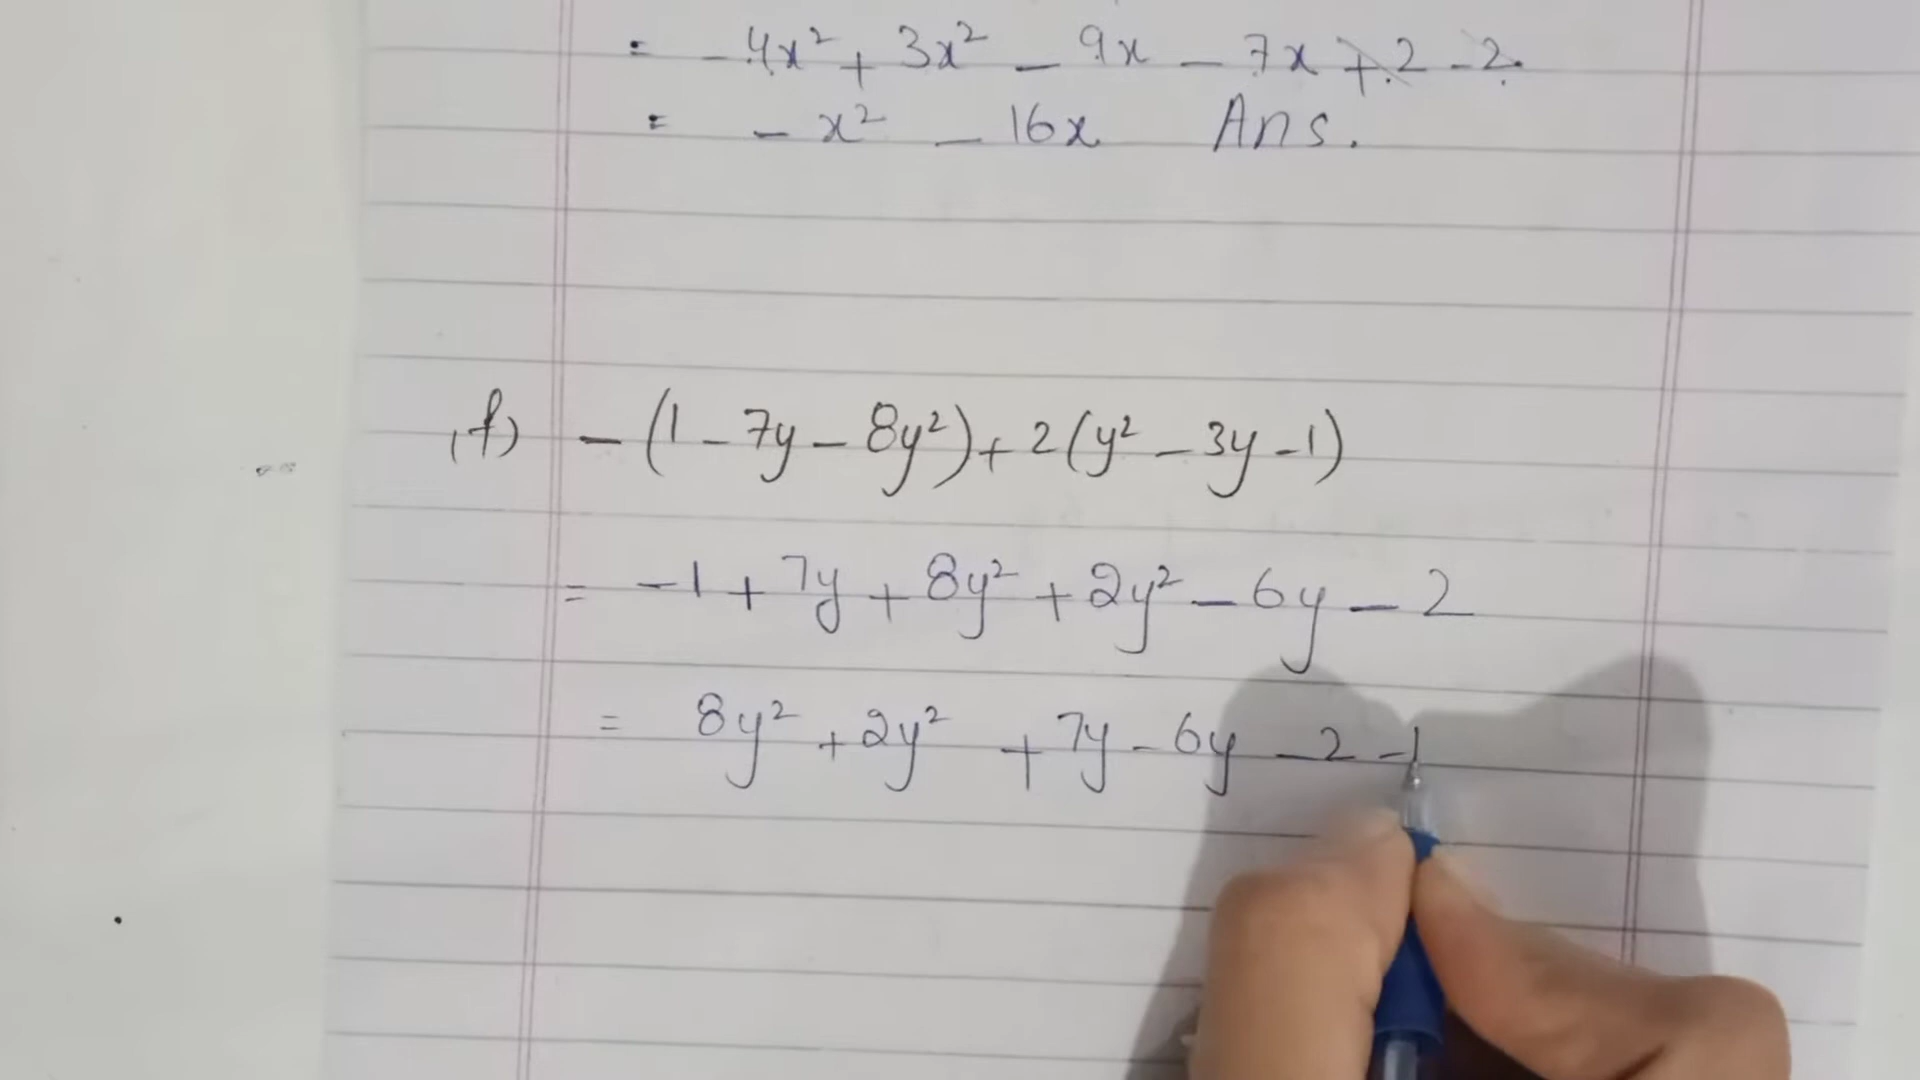 = - 4x² + 3x² - 9x - 7x + 2 - 2
= - x² - 16x Ans.
(f) - (1 - 7y - 8y²) + 2 (y² - 3y - 1)
= -1 + 7y + 8y² + 2y² - 6y - 2
= 8y² + 2y² + 7y - 6y - 2 - 1